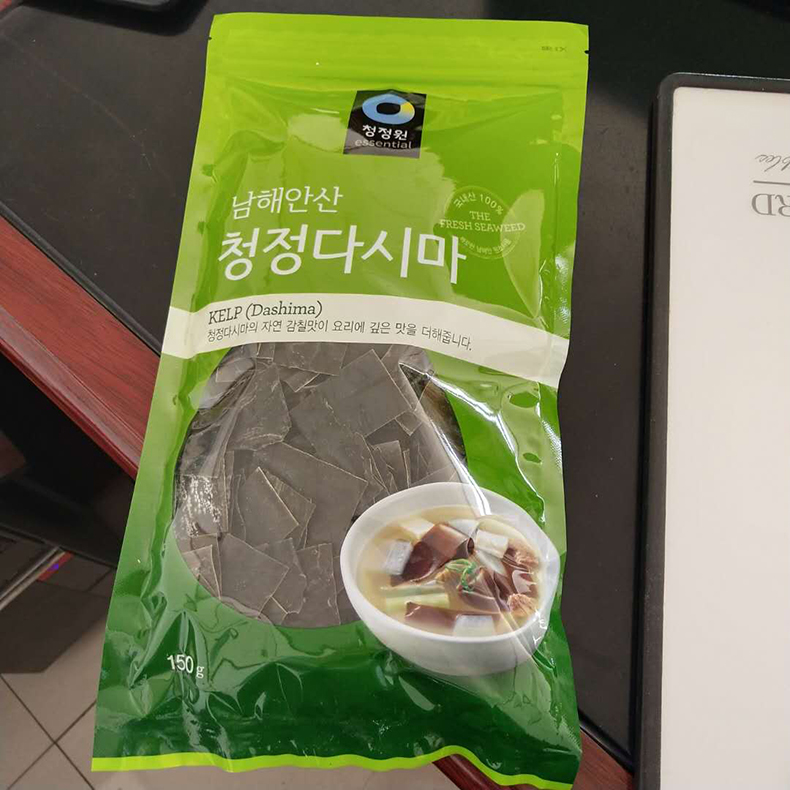 청정원
essential
남해안산
청정다시마
국내산 100%
THE
FRESH SEAWEED
KELP (Dashima)
청정다시마의 자연 감칠맛이 요리에 깊은 맛을 더해줍니다.
150g
RD